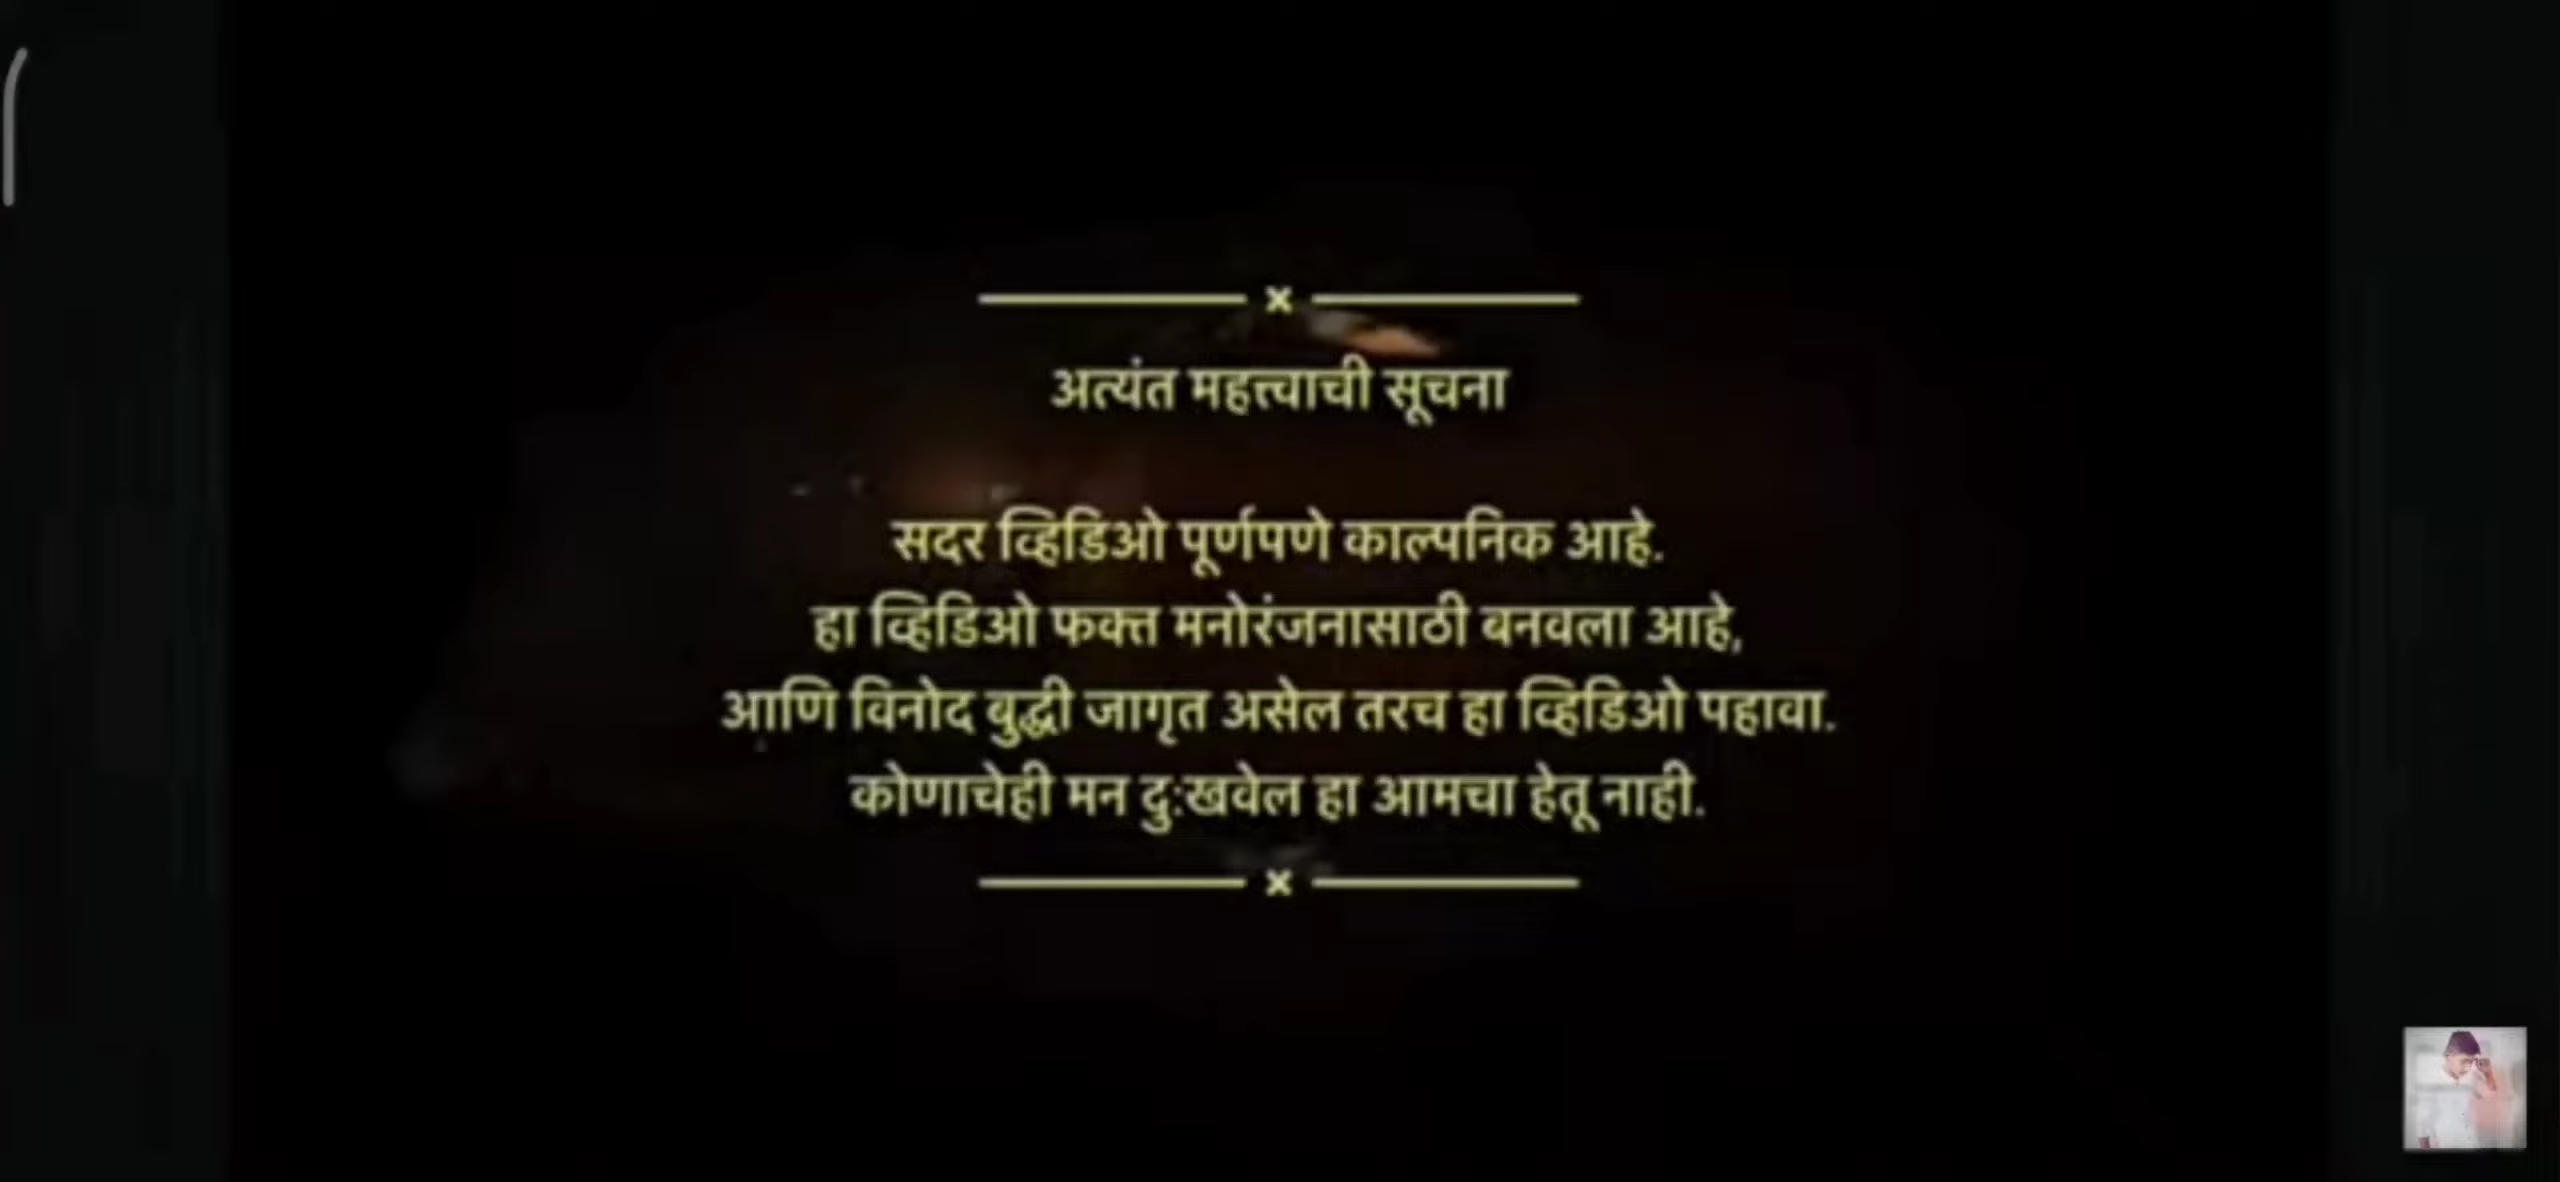 अत्यंत महत्त्वाची सूचना
सदर व्हिडिओ पूर्णपणे काल्पनिक आहे.
हा व्हिडिओ फक्त मनोरंजनासाठी बनवला आहे,
आणि विनोद बुद्धी जागृत असेल तरच हा व्हिडिओ पहावा.
कोणाचेही मन दु:खवेल हा आमचा हेतू नाही.